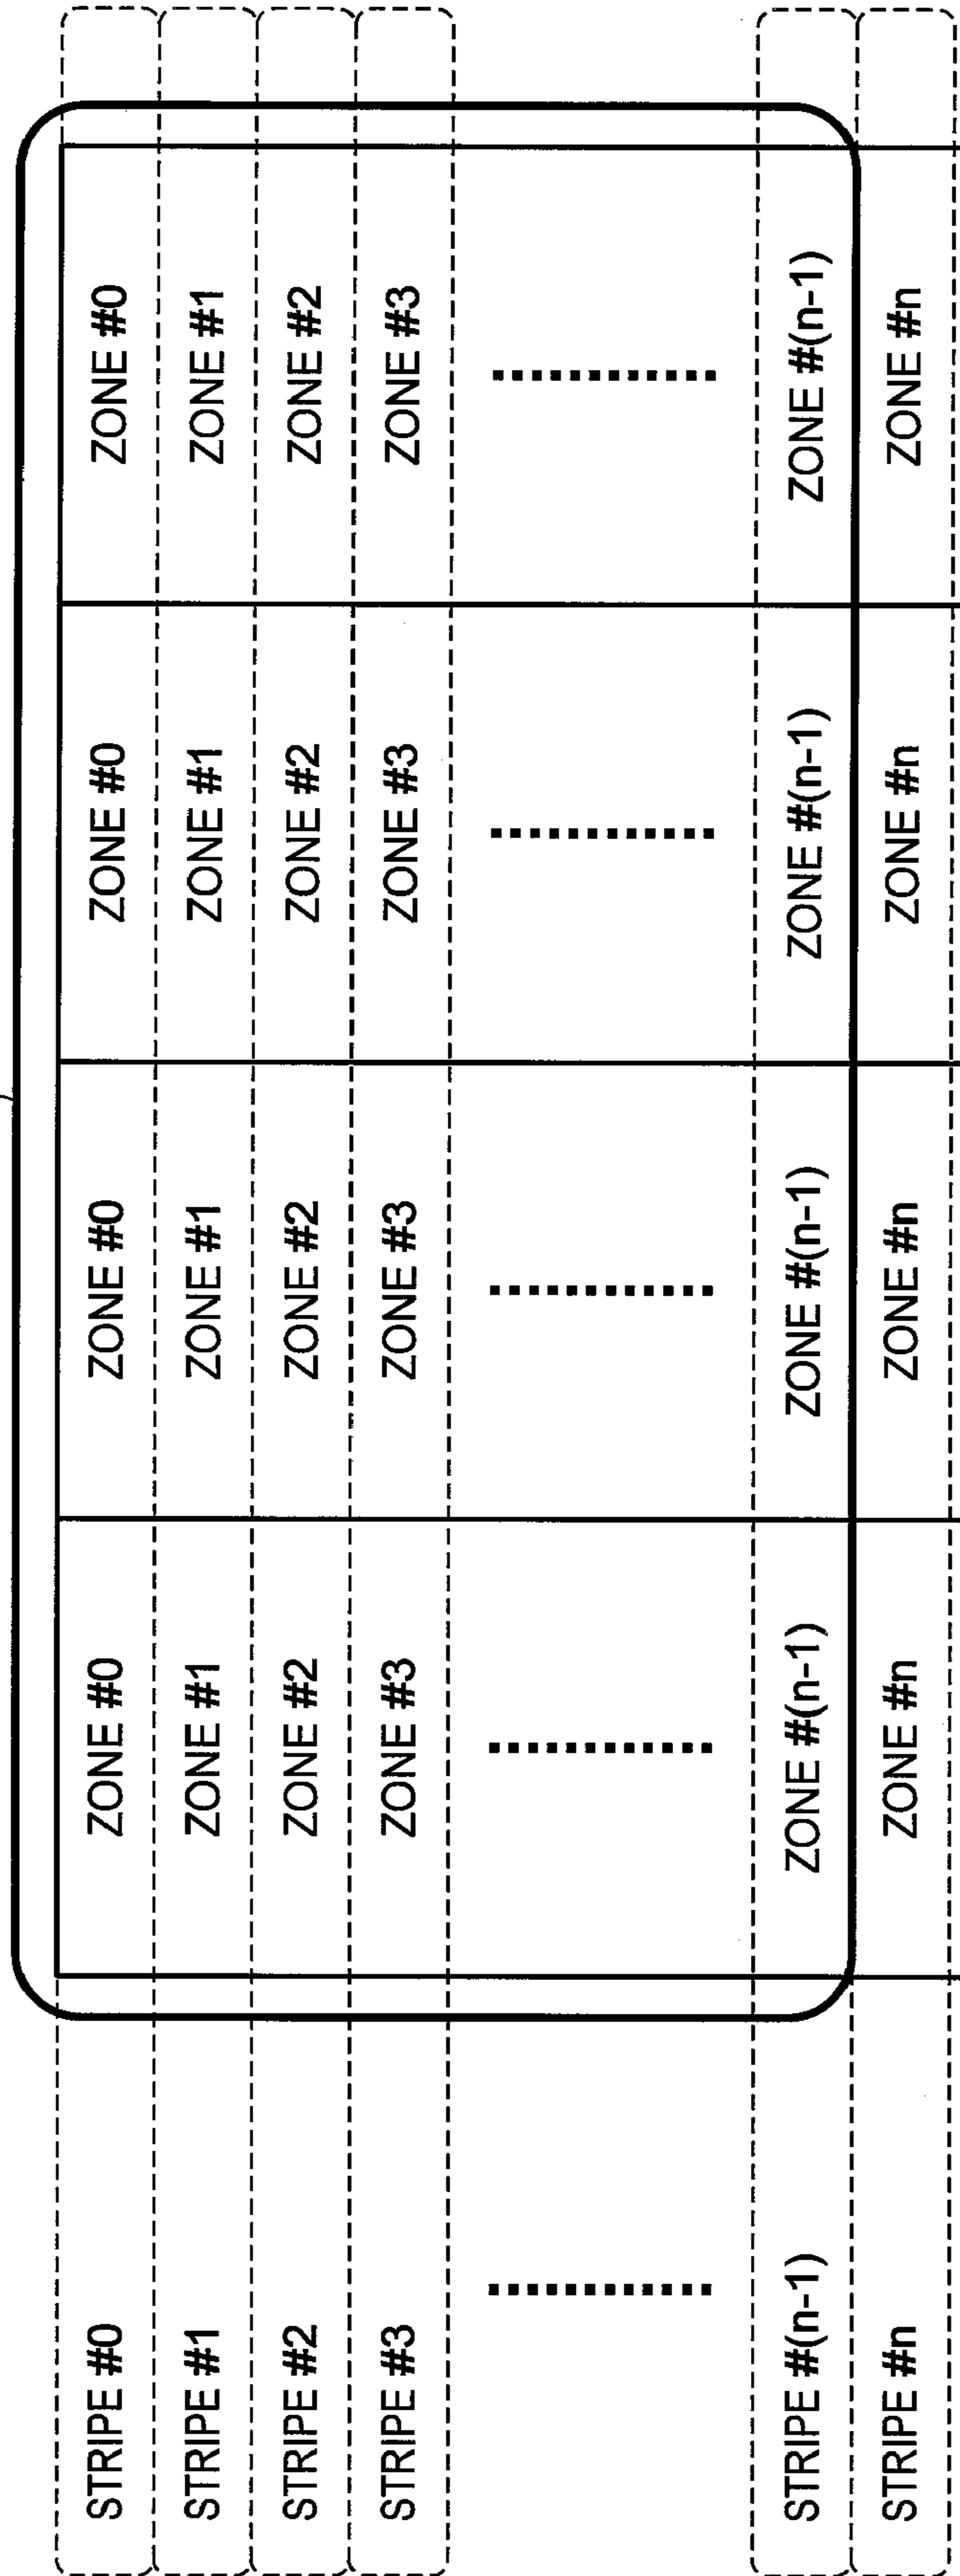 STRIPE #0 ZONE #0 ZONE #0 ZONE #0 ZONE #0
STRIPE #1 ZONE #1 ZONE #1 ZONE #1 ZONE #1
STRIPE #2 ZONE #2 ZONE #2 ZONE #2 ZONE #2
STRIPE #3 ZONE #3 ZONE #3 ZONE #3 ZONE #3
STRIPE #(n-1) ZONE #(n-1) ZONE #(n-1) ZONE #(n-1) ZONE #(n-1)
STRIPE #n ZONE #n ZONE #n ZONE #n ZONE #n